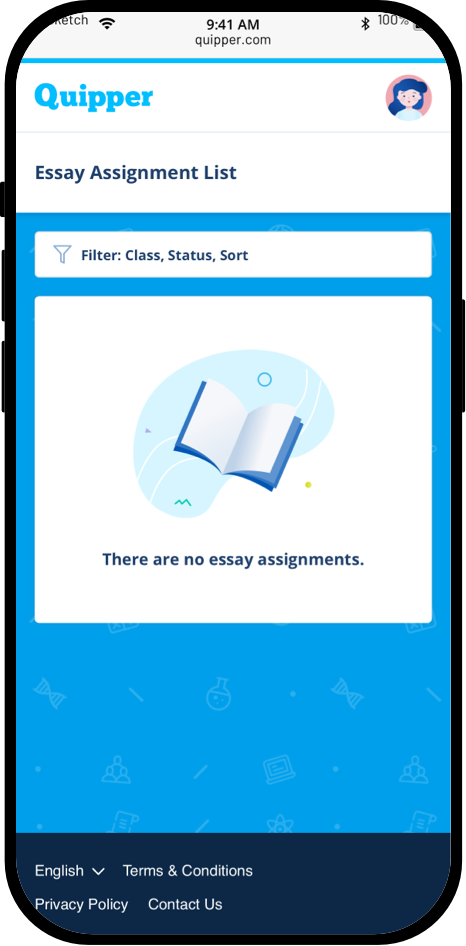 9:41 AM
100%
quipper.com
Quipper
Essay Assignment List
Filter: Class, Status, Sort
There are no essay assignments.
English Terms & Conditions
Privacy Policy Contact Us